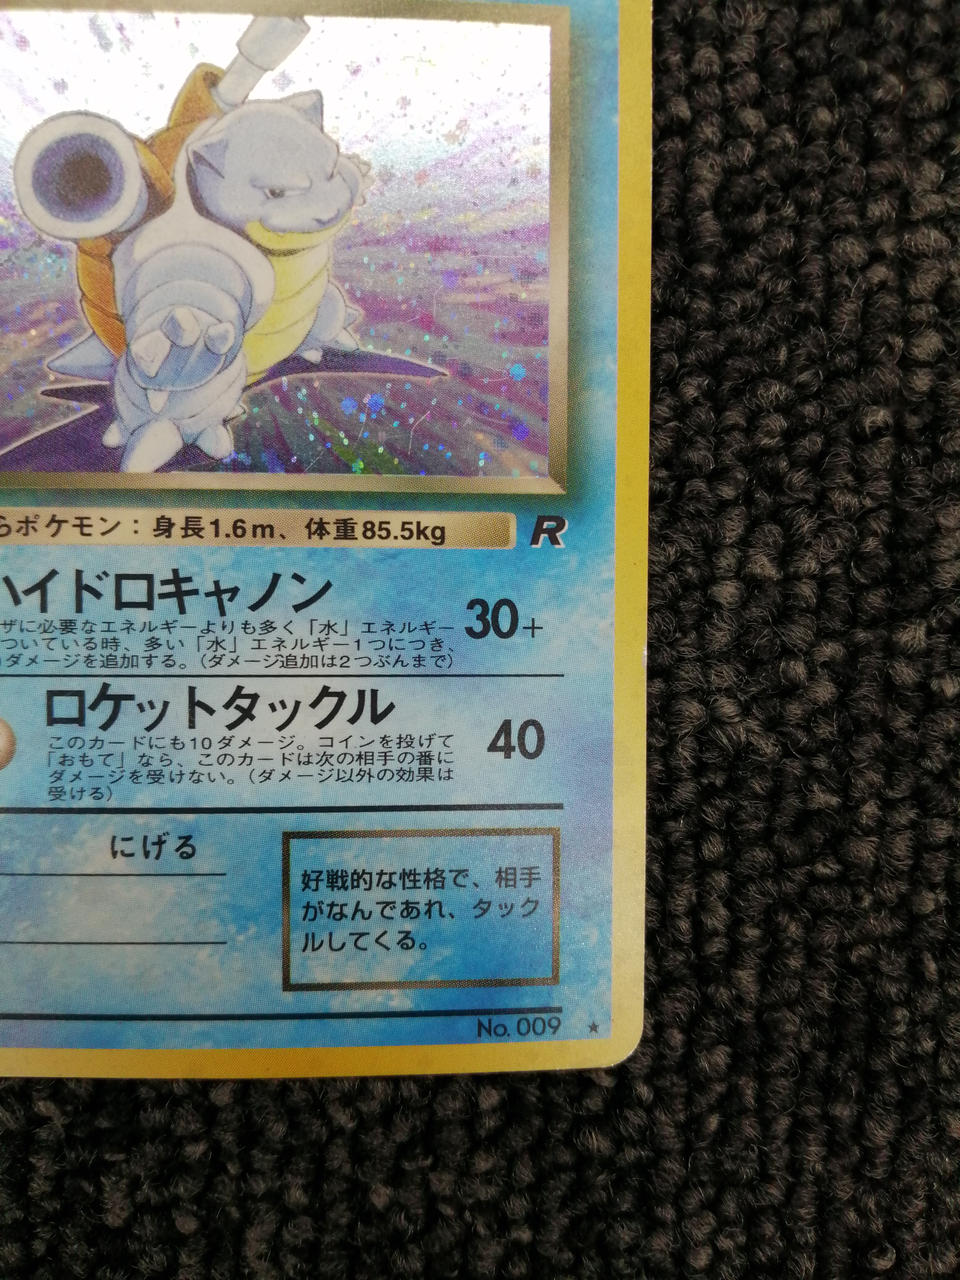 らポケモン：身長1.6m、体重85.5kg
R
ハイドロキャノン
30+
ザに必要なエネルギーよりも多く「水」エネルギー
ついている時、多い「水」エネルギー1つにつき、
ダメージを追加する。（ダメージ追加は2つぶんまで）
ロケットタックル
40
このカードにも10ダメージ。コインを投げて
「おもて」なら、このカードは次の相手の番に
ダメージを受けない。（ダメージ以外の効果は
受ける）
にげる
好戦的な性格で、相手
がなんであれ、タック
ルしてくる。
No. 009 ★